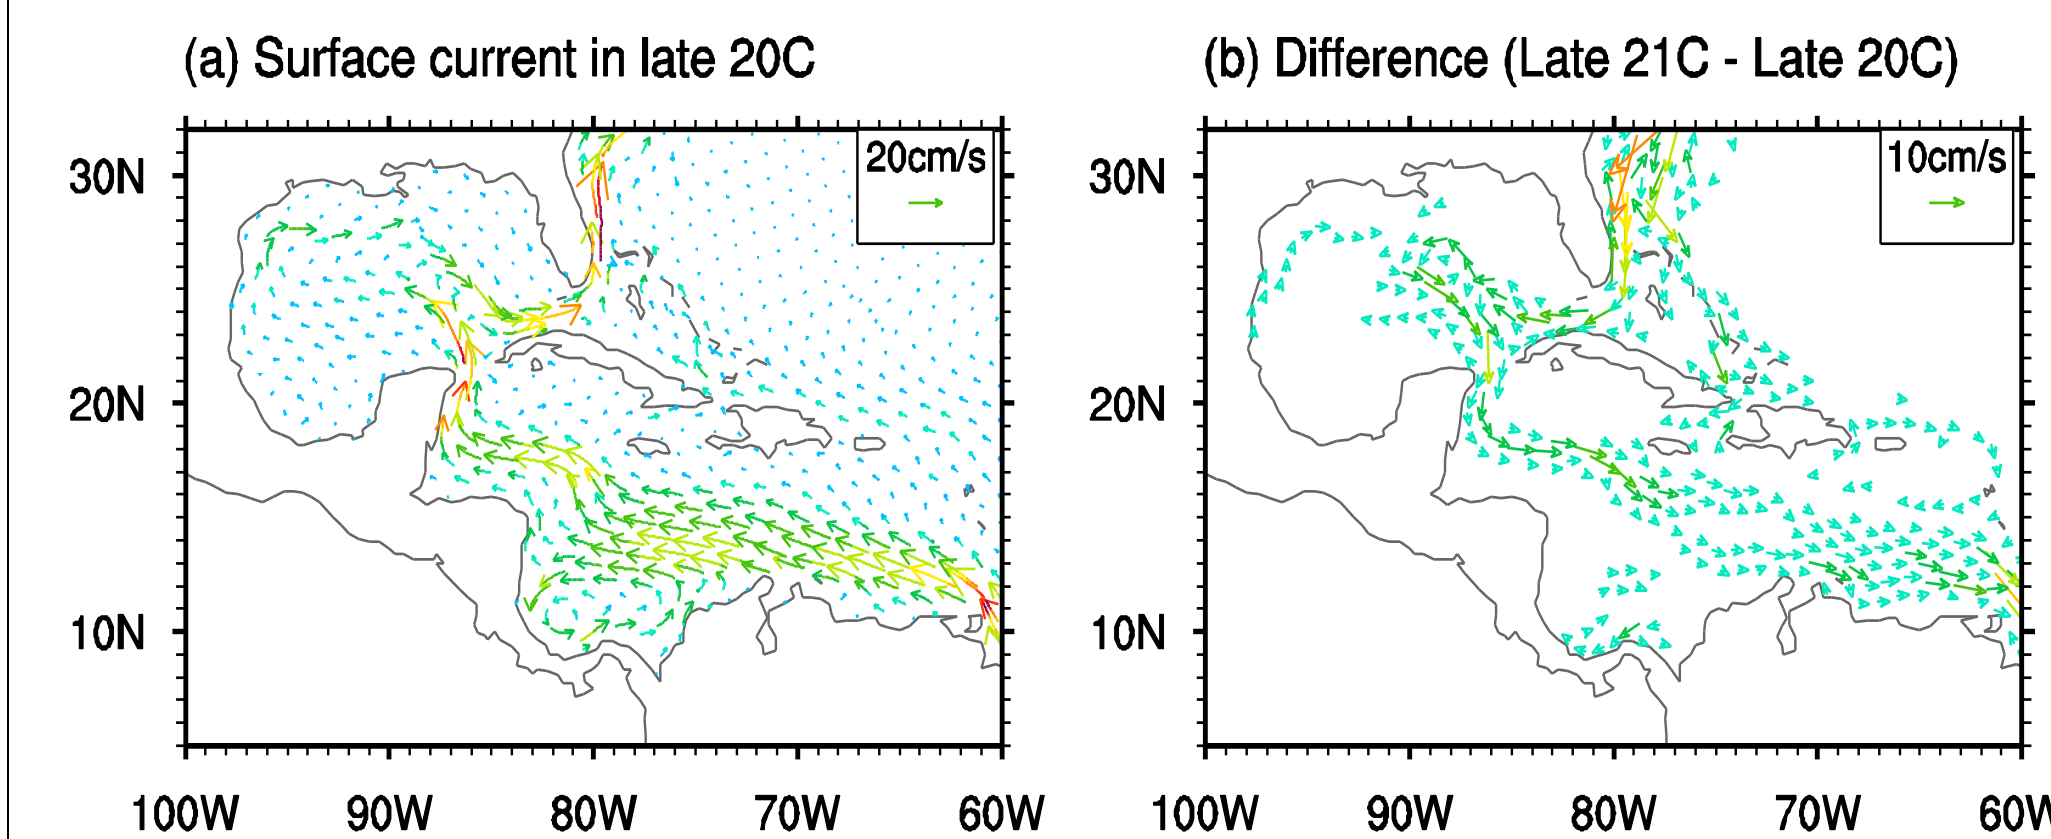 (a) Surface current in late 20C
20cm/s
30N
20N
10N
100W 90W 80W 70W 60W
(b) Difference (Late 21C - Late 20C)
10cm/s
30N
20N
10N
100W 90W 80W 70W 60W